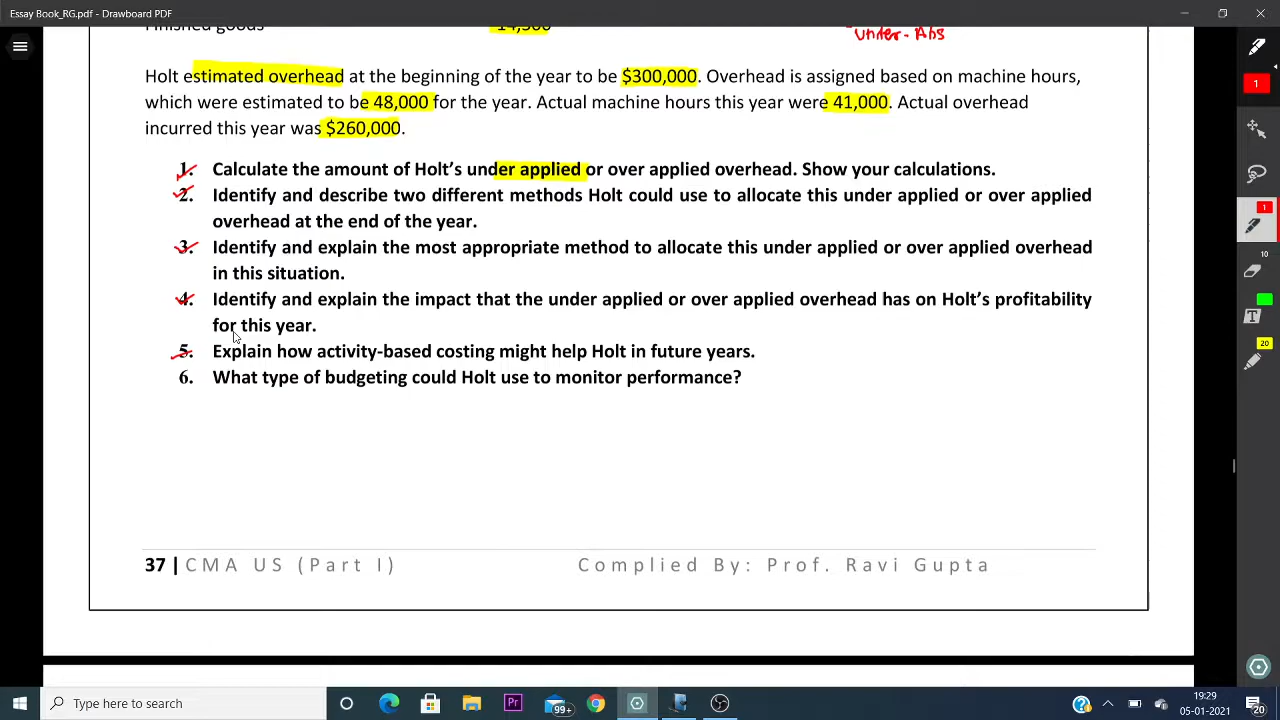 Essay Book_RG.pdf - Drawboard PDF
Finished goods 14,500
Under-Abs
Holt estimated overhead at the beginning of the year to be $300,000. Overhead is assigned based on machine hours,
which were estimated to be 48,000 for the year. Actual machine hours this year were 41,000. Actual overhead
incurred this year was $260,000.
1. Calculate the amount of Holt’s under applied or over applied overhead. Show your calculations.
2. Identify and describe two different methods Holt could use to allocate this under applied or over applied
overhead at the end of the year.
3. Identify and explain the most appropriate method to allocate this under applied or over applied overhead
in this situation.
4. Identify and explain the impact that the under applied or over applied overhead has on Holt’s profitability
for this year.
5. Explain how activity-based costing might help Holt in future years.
6. What type of budgeting could Holt use to monitor performance?
37 | CMA US (Part I) Complied By: Prof. Ravi Gupta
1
1
10
T
20
Type here to search
Pr
99+
19:29
05-01-2021
20